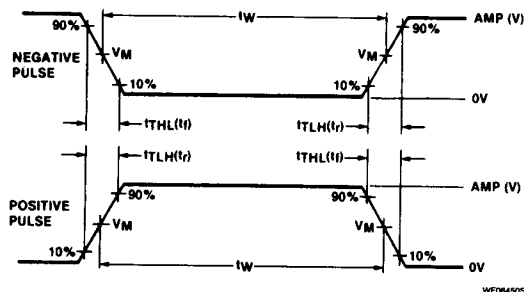 tW
90%
90%
AMP (V)
NEGATIVE
PULSE
VM
VM
10%
10%
0V
tTHL(tf)
tTLH(tr)
tTLH(tr)
tTHL(tf)
90%
90%
AMP (V)
POSITIVE
PULSE
VM
VM
10%
10%
tW
0V
WF06450S